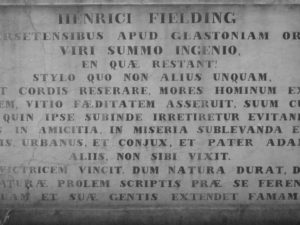 HENRICI FIELDING
RSETENSIBUS APUD GLASTONIAM OR
VIRI SUMMO INGENIO,
EN QUÆ RESTANT!
STYLO QUO NON ALIUS UNQUAM,
T CORDIS RESERARE, MORES HOMINUM EX
EM, VITIO FÆDITATEM ASSERUIT, SUUM CU
QUIN IPSE SUBINDE IRRETIRETUR EVITAN
S IN AMICITIA, IN MISERIA SUBLEVANDA E
IS, URBANUS, ET CONJUX, ET PATER ADA
ALIIS, NON SIBI VIXIT.
VICTRICEM VINCIT, DUM NATURA DURAT, D
ATURÆ PROLEM SCRIPTIS PRÆ SE FEREN
UAM ET SUÆ GENTIS EXTENDET FAMAM